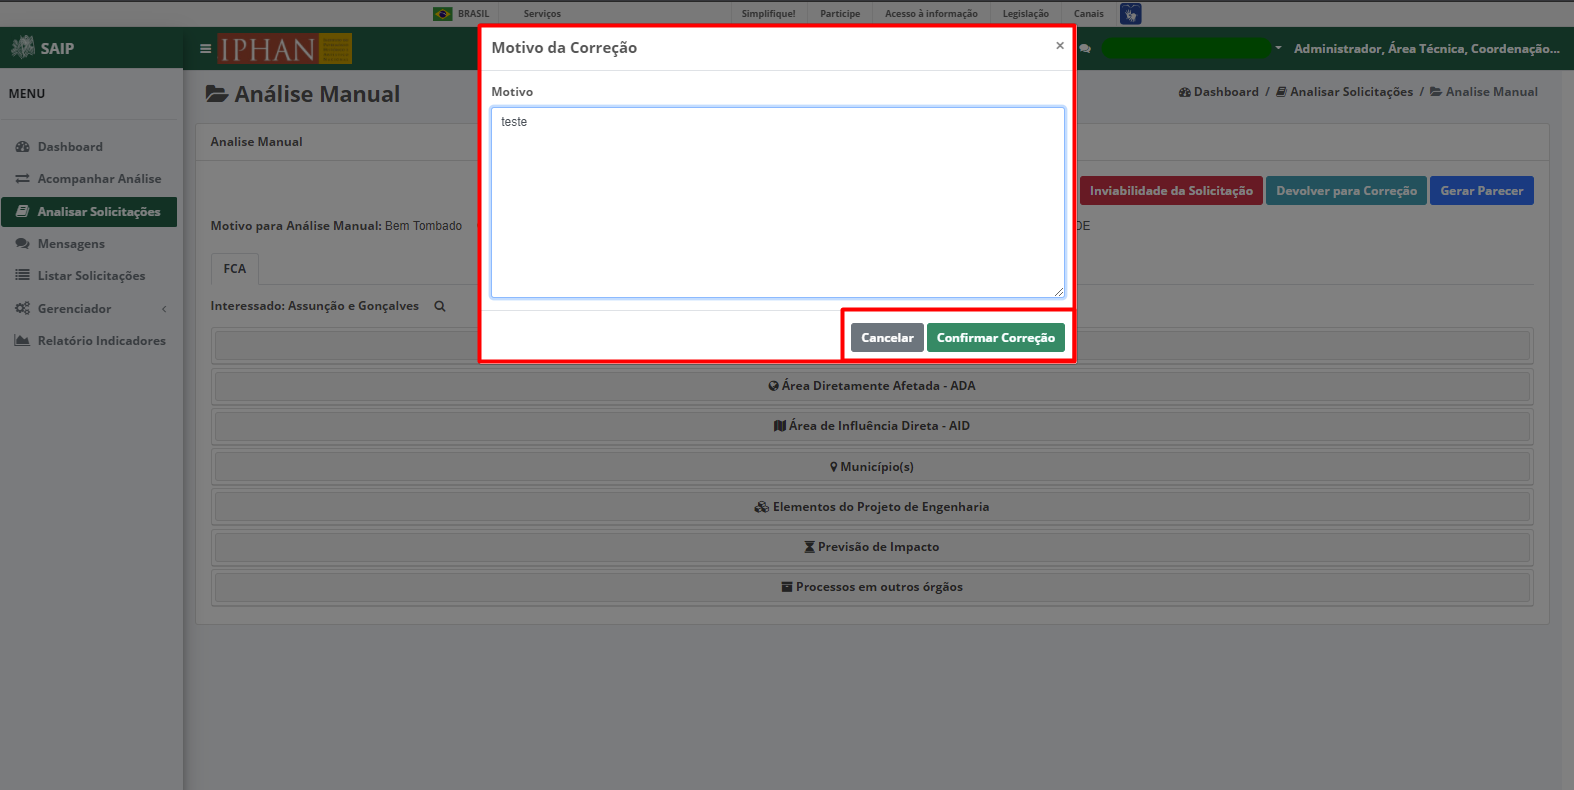 BRASIL Serviços Simplifique! Participe Acesso à informação Legislação Canais
SAIP
IPHAN
Administrador, Área Técnica, Coordenação...
MENU
Dashboard
Acompanhar Análise
Analisar Solicitações
Mensagens
Listar Solicitações
Gerenciador
Relatório Indicadores
Análise Manual
Dashboard / Analisar Solicitações / Analise Manual
Analise Manual
Inviabilidade da Solicitação Devolver para Correção Gerar Parecer
Motivo para Análise Manual: Bem Tombado
DE
FCA
Interessado: Assunção e Gonçalves
Área Diretamente Afetada - ADA
Área de Influência Direta - AID
Município(s)
Elementos do Projeto de Engenharia
Previsão de Impacto
Processos em outros órgãos
Motivo da Correção ×
Motivo
teste
Cancelar Confirmar Correção